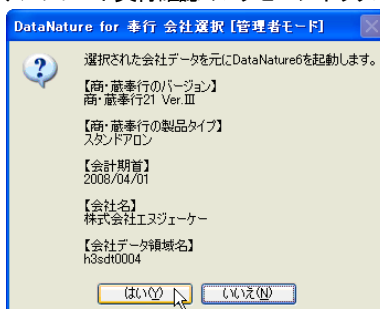 DataNature for 奉行 会社選択 [管理者モード]
選択された会社データを元にDataNature6を起動します。
【商・蔵奉行のバージョン】
商・蔵奉行21 Ver.Ⅲ
【商・蔵奉行の製品タイプ】
スタンドアロン
【会計期首】
2008/04/01
【会社名】
株式会社エヌジェーケー
【会社データ領域名】
h3sdt0004
はい(Y)
いいえ(N)